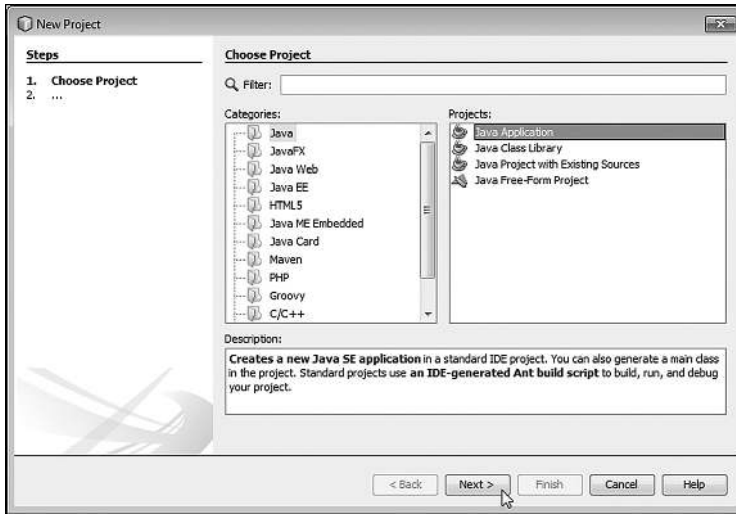 New Project
Steps
1. Choose Project
2. ...
Choose Project
Filter:
Categories:
Java
JavaFX
Java Web
Java EE
HTML5
Java ME Embedded
Java Card
Maven
PHP
Groovy
C/C++
Projects:
Java Application
Java Class Library
Java Project with Existing Sources
Java Free-Form Project
Description:
Creates a new Java SE application in a standard IDE project. You can also generate a main class
in the project. Standard projects use an IDE-generated Ant build script to build, run, and debug
your project.
< Back
Next >
Finish
Cancel
Help